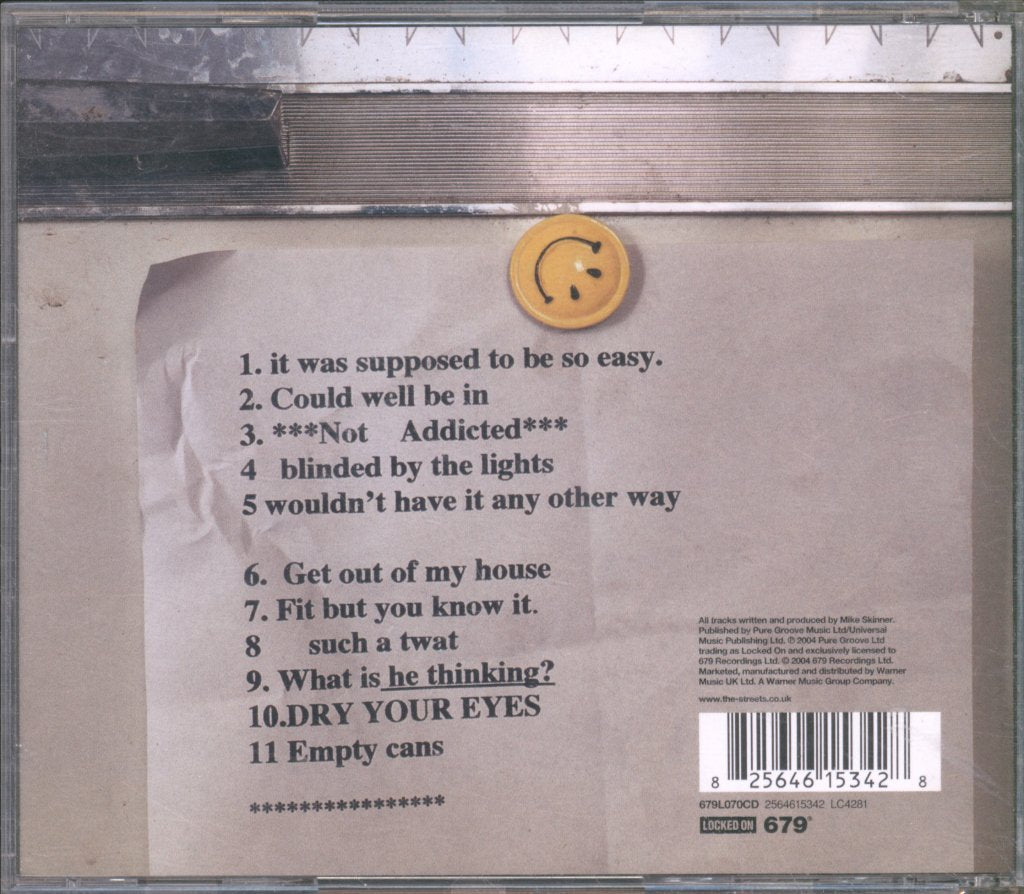 1. it was supposed to be so easy.
2. Could well be in
3. ***Not Addicted***
4 blinded by the lights
5 wouldn't have it any other way
6. Get out of my house
7. Fit but you know it.
8 such a twat
9. What is he thinking?
10.DRY YOUR EYES
11 Empty cans
****************
All tracks written and produced by Mike Skinner.
Published by Pure Groove Music Ltd/Universal
Music Publishing Ltd. ℗ 2004 Pure Groove Ltd
trading as Locked On and exclusively licensed to
679 Recordings Ltd. © 2004 679 Recordings Ltd.
Marketed, manufactured and distributed by Warner
Music UK Ltd. A Warner Music Group Company.
www.the-streets.co.uk
8 25646 15342 8
679L070CD 2564615342 LC4281
LOCKED ON 679